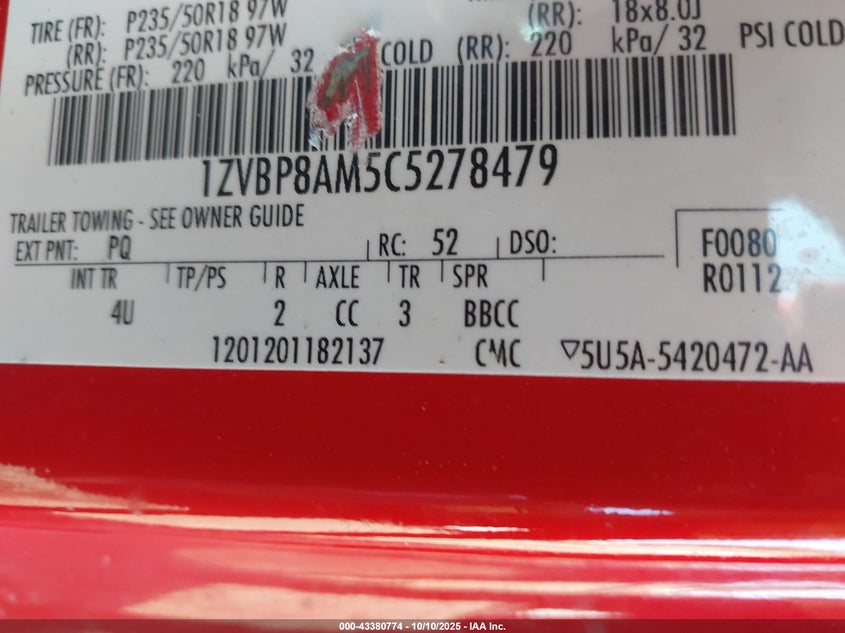 TIRE (FR): P235/50R18 97W
(RR): P235/50R18 97W (RR): 18x8.0J
PRESSURE (FR): 220 kPa/ 32 COLD (RR): 220 kPa/ 32 PSI COLD
1ZVBP8AM5C5278479
TRAILER TOWING - SEE OWNER GUIDE
EXT PNT: PQ RC: 52 DSO: F0080
INT TR TP/PS R AXLE TR SPR R0112
4U 2 CC 3 BBCC
1201201182137 CMC ▽5U5A-5420472-AA
000-43380774 - 10/10/2025 - IAA Inc.